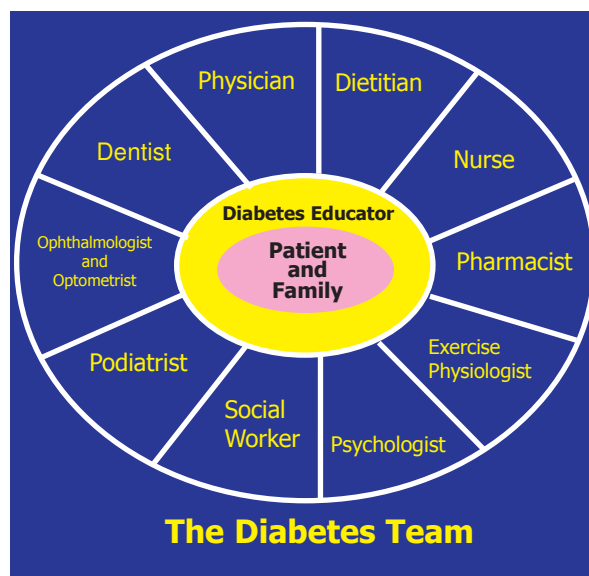 Physician
Dietitian
Dentist
Nurse
Diabetes Educator
Patient
and
Family
Ophthalmologist
and
Optometrist
Pharmacist
Podiatrist
Exercise
Physiologist
Social
Worker
Psychologist
The Diabetes Team